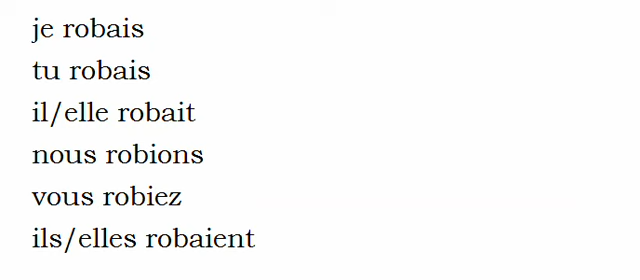 je robais
tu robais
il/elle robait
nous robions
vous robiez
ils/elles robaient